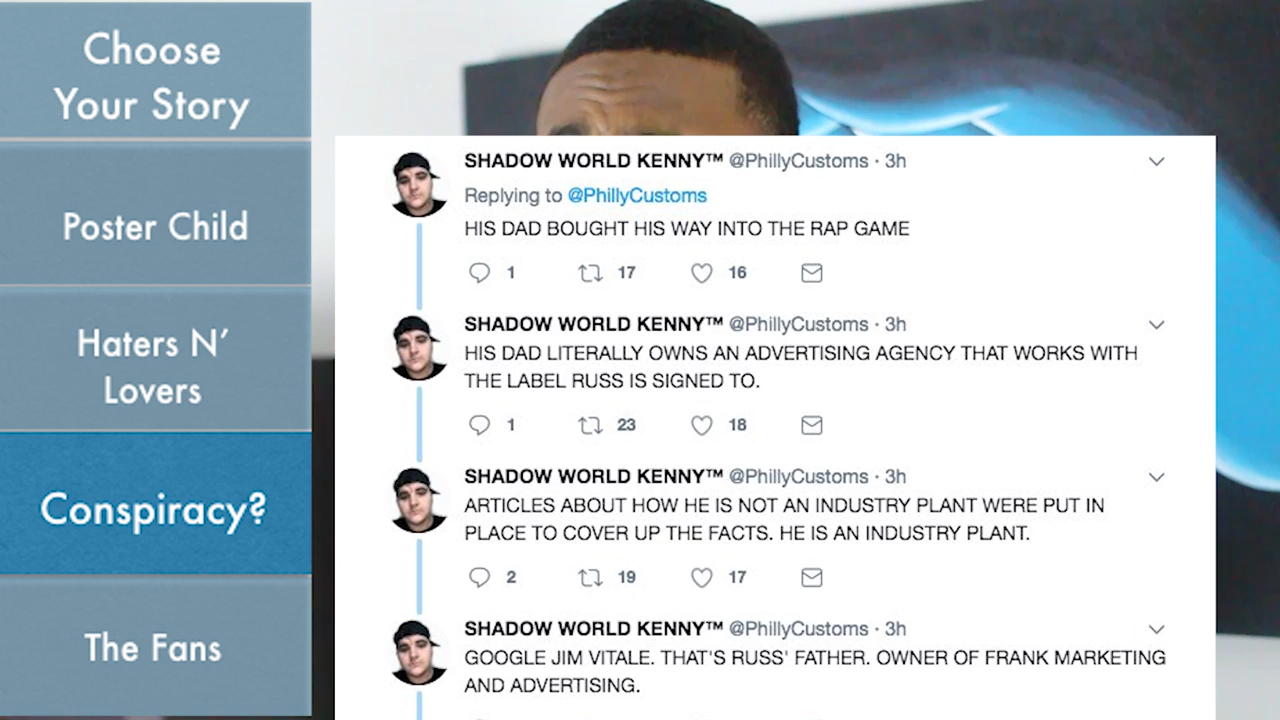 Choose
Your Story
Poster Child
Haters N'
Lovers
Conspiracy?
The Fans
SHADOW WORLD KENNY™ @PhillyCustoms · 3h
Replying to @PhillyCustoms
HIS DAD BOUGHT HIS WAY INTO THE RAP GAME
1 17 16
SHADOW WORLD KENNY™ @PhillyCustoms · 3h
HIS DAD LITERALLY OWNS AN ADVERTISING AGENCY THAT WORKS WITH
THE LABEL RUSS IS SIGNED TO.
1 23 18
SHADOW WORLD KENNY™ @PhillyCustoms · 3h
ARTICLES ABOUT HOW HE IS NOT AN INDUSTRY PLANT WERE PUT IN
PLACE TO COVER UP THE FACTS. HE IS AN INDUSTRY PLANT.
2 19 17
SHADOW WORLD KENNY™ @PhillyCustoms · 3h
GOOGLE JIM VITALE. THAT'S RUSS' FATHER. OWNER OF FRANK MARKETING
AND ADVERTISING.